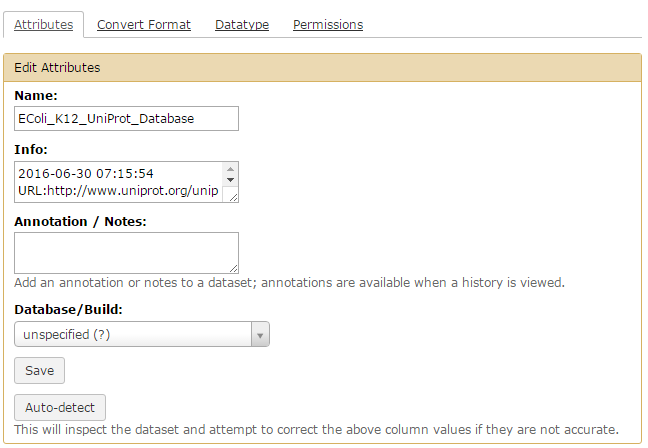 Attributes Convert Format Datatype Permissions
Edit Attributes
Name:
EColi_K12_UniProt_Database
Info:
2016-06-30 07:15:54
URL:http://www.uniprot.org/unip
Annotation / Notes:
Add an annotation or notes to a dataset; annotations are available when a history is viewed.
Database/Build:
unspecified (?)
Save
Auto-detect
This will inspect the dataset and attempt to correct the above column values if they are not accurate.